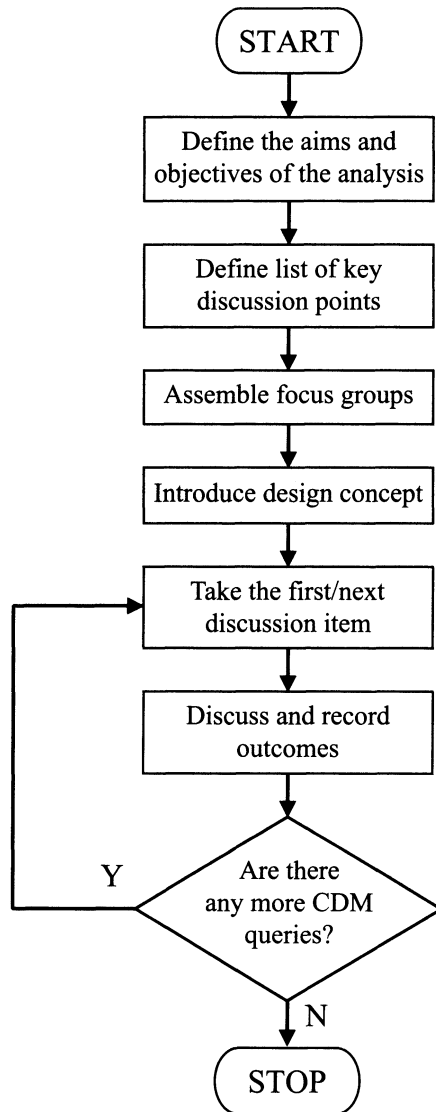 START
Define the aims and
objectives of the analysis
Define list of key
discussion points
Assemble focus groups
Introduce design concept
Take the first/next
discussion item
Discuss and record
outcomes
Are there
any more CDM
queries?
Y
N
STOP